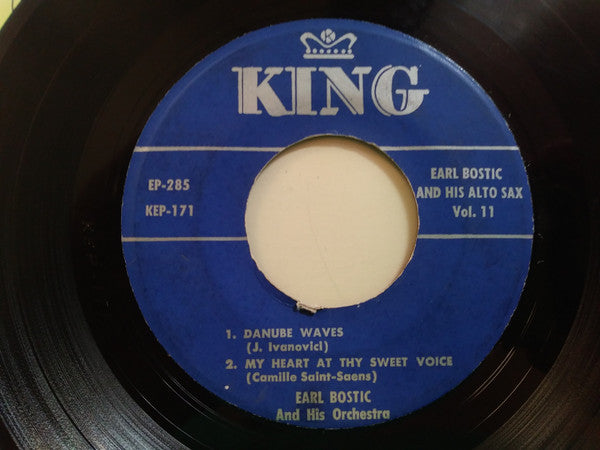 KING
EP-285
KEP-171
EARL BOSTIC
AND HIS ALTO SAX
Vol. 11
1. DANUBE WAVES
(J. Ivanovici)
2. MY HEART AT THY SWEET VOICE
(Camille Saint-Saens)
EARL BOSTIC
And His Orchestra